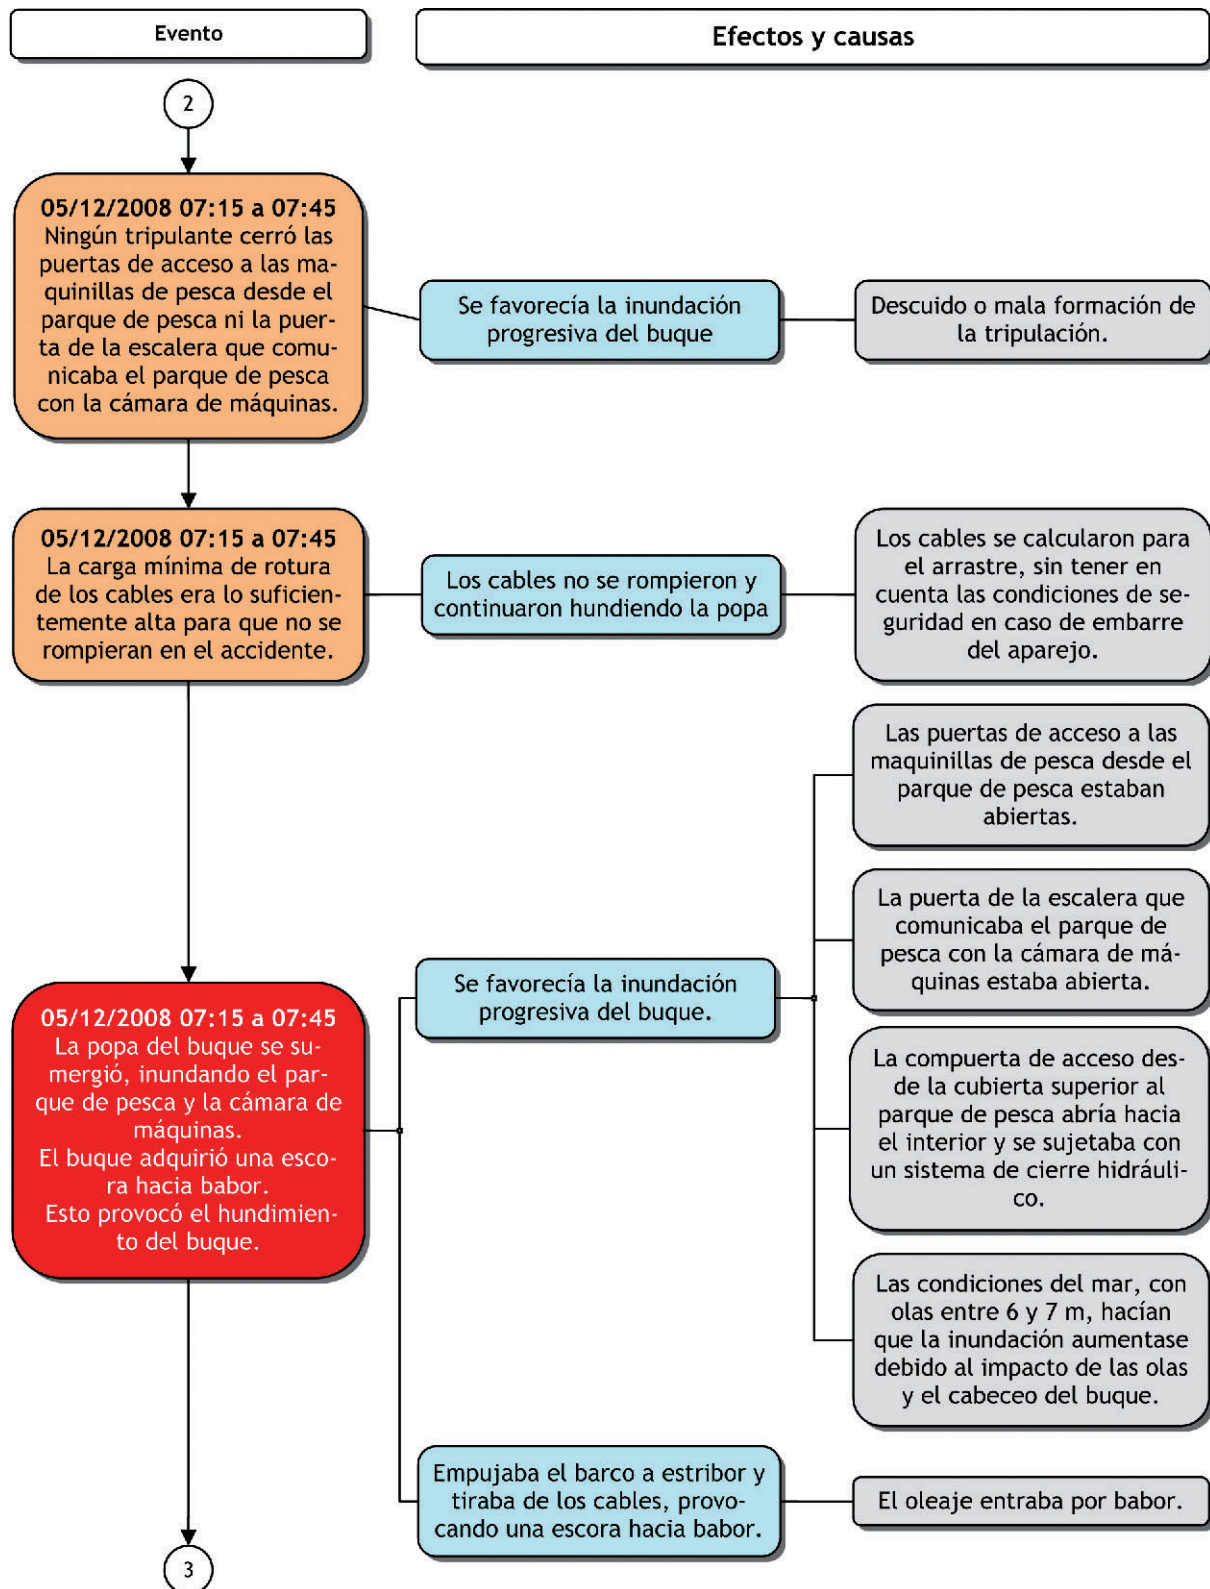 Evento
Efectos y causas
2
05/12/2008 07:15 a 07:45
Ningún tripulante cerró las
puertas de acceso a las ma-
quinillas de pesca desde el
parque de pesca ni la puer-
ta de la escalera que comu-
nicaba el parque de pesca
con la cámara de máquinas.
Se favorecía la inundación
progresiva del buque
Descuido o mala formación de
la tripulación.
05/12/2008 07:15 a 07:45
La carga mínima de rotura
de los cables era lo suficien-
temente alta para que no se
rompieran en el accidente.
Los cables no se rompieron y
continuaron hundiendo la popa
Los cables se calcularon para
el arrastre, sin tener en
cuenta las condiciones de se-
guridad en caso de embarre
del aparejo.
05/12/2008 07:15 a 07:45
La popa del buque se su-
mergió, inundando el par-
que de pesca y la cámara de
máquinas.
El buque adquirió una esco-
ra hacia babor.
Esto provocó el hundimien-
to del buque.
Se favorecía la inundación
progresiva del buque.
Las puertas de acceso a las
maquinillas de pesca desde el
parque de pesca estaban
abiertas.
La puerta de la escalera que
comunicaba el parque de
pesca con la cámara de má-
quinas estaba abierta.
La compuerta de acceso des-
de la cubierta superior al
parque de pesca abría hacia
el interior y se sujetaba con
un sistema de cierre hidráuli-
co.
Las condiciones del mar, con
olas entre 6 y 7 m, hacían
que la inundación aumentase
debido al impacto de las olas
y el cabeceo del buque.
Empujaba el barco a estribor y
tiraba de los cables, provo-
cando una escora hacia babor.
El oleaje entraba por babor.
3